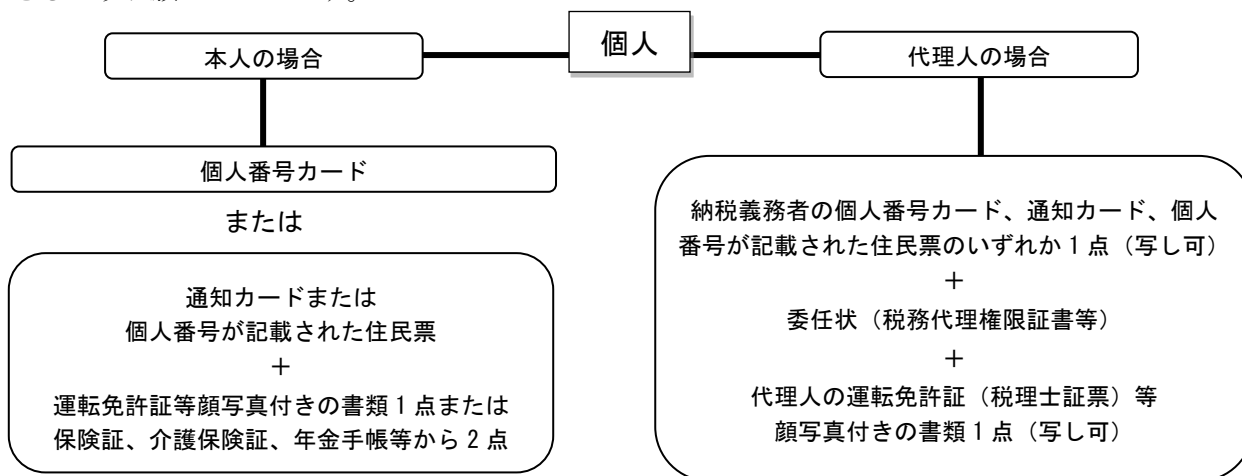 個人
本人の場合
個人番号カード
または
通知カードまたは
個人番号が記載された住民票
＋
運転免許証等顔写真付きの書類１点または
保険証、介護保険証、年金手帳等から２点
代理人の場合
納税義務者の個人番号カード、通知カード、個人
番号が記載された住民票のいずれか１点（写し可）
＋
委任状（税務代理権限証書等）
＋
代理人の運転免許証（税理士証票）等
顔写真付きの書類１点（写し可）